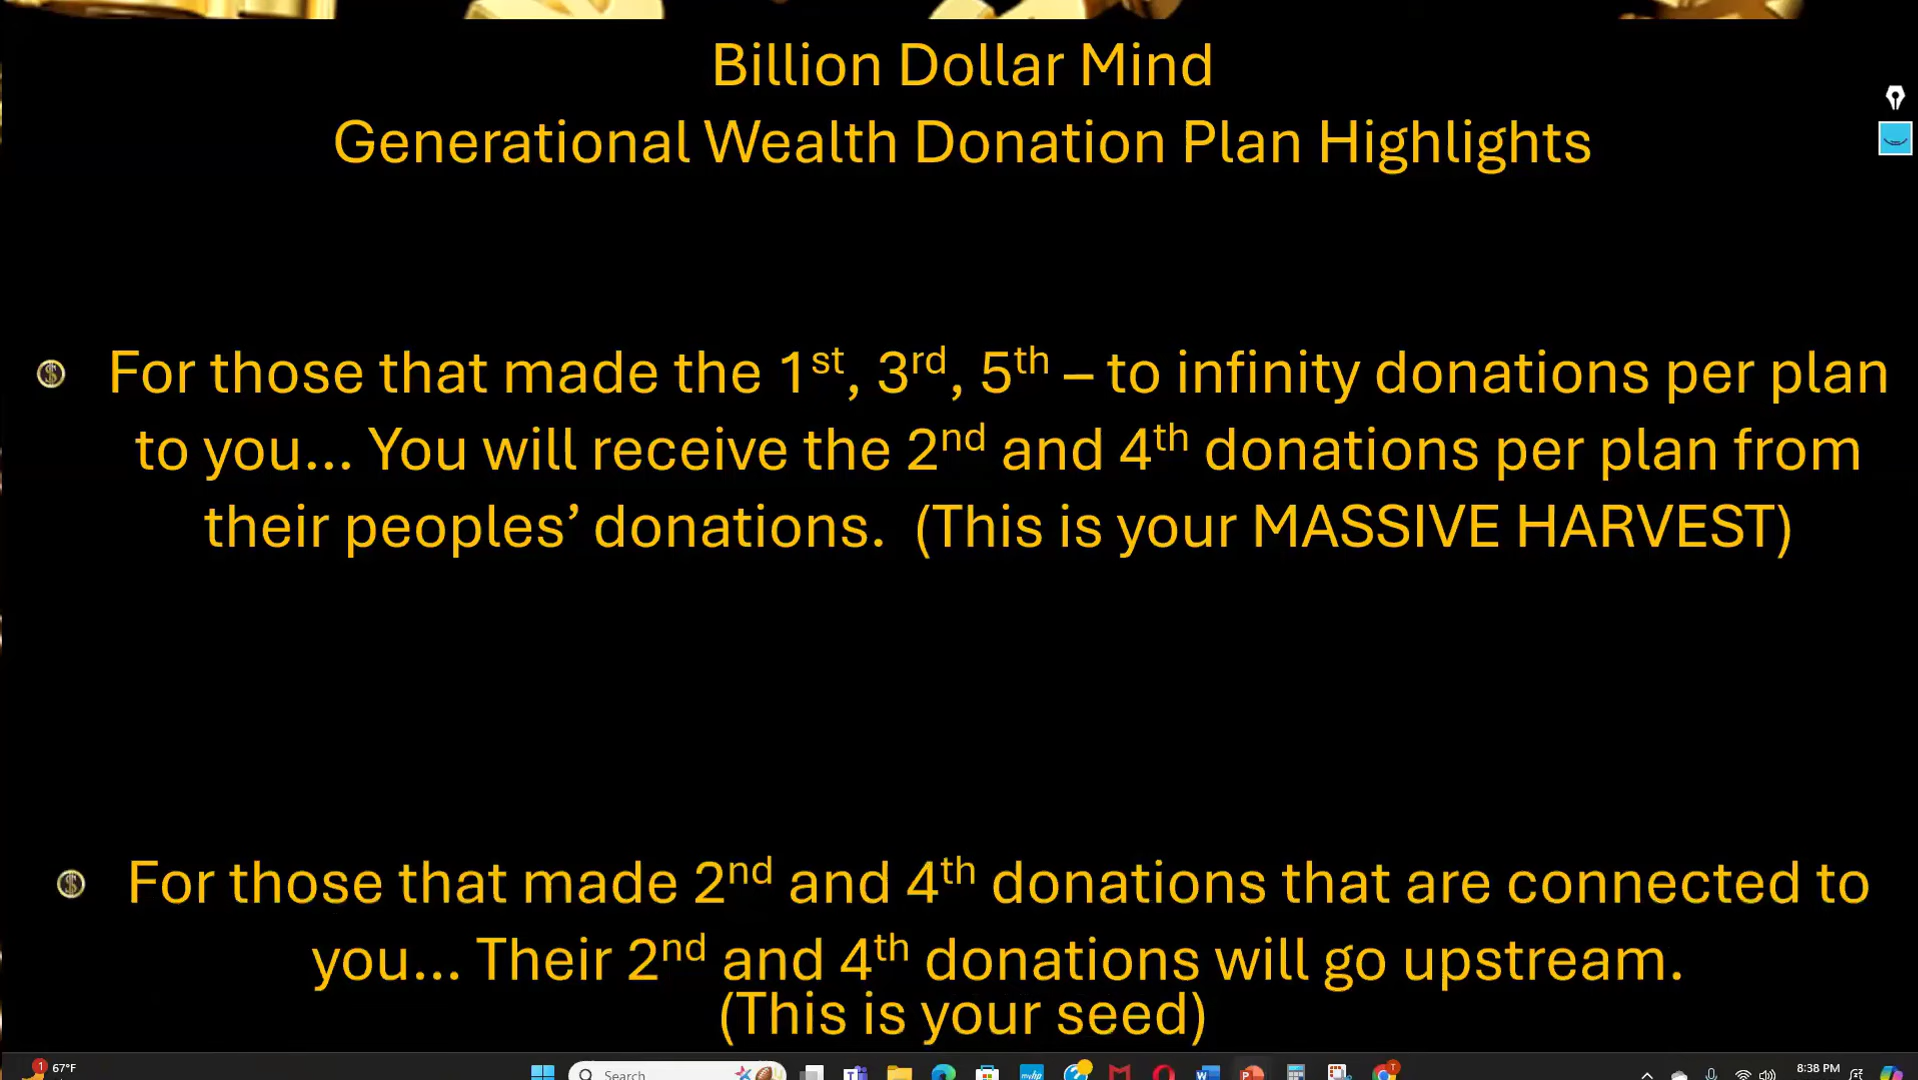 Billion Dollar Mind
Generational Wealth Donation Plan Highlights
For those that made the 1st, 3rd, 5th – to infinity donations per plan
to you... You will receive the 2nd and 4th donations per plan from
their peoples’ donations. (This is your MASSIVE HARVEST)
For those that made 2nd and 4th donations that are connected to
you... Their 2nd and 4th donations will go upstream.
(This is your seed)
1 67°F
Search
8:38 PM